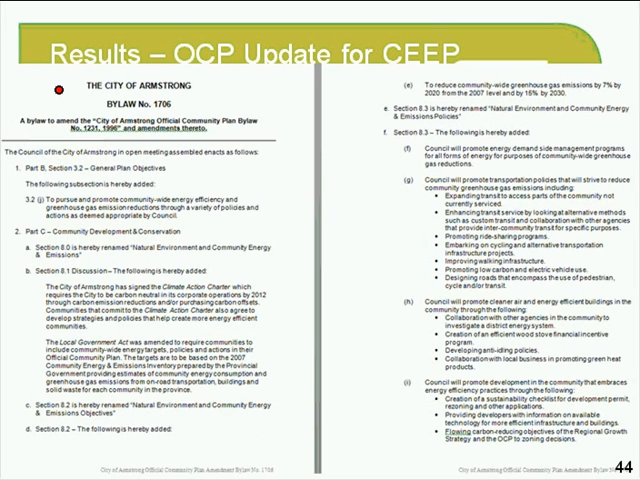 Results – OCP Update for CEEP
THE CITY OF ARMSTRONG
BYLAW No. 1706
A bylaw to amend the "City of Armstrong Official Community Plan Bylaw
No. 1231, 1996" and amendments thereto.
The Council of the City of Armstrong in open meeting assembled enacts as follows:
1. Part B, Section 3.2 – General Plan Objectives
The following subsection is hereby added:
3.2 (j) To pursue and promote community-wide energy efficiency and
greenhouse gas emission reductions through a variety of policies and
actions as deemed appropriate by Council.
2. Part C – Community Development & Conservation
a. Section 8.0 is hereby renamed "Natural Environment and Community Energy
& Emissions"
b. Section 8.1 Discussion – The following is hereby added:
The City of Armstrong has signed the Climate Action Charter which
requires the City to be carbon neutral in its corporate operations by 2012
through carbon emission reductions and/or purchasing carbon offsets.
Communities that commit to the Climate Action Charter also agree to
develop strategies and policies that help create more energy efficient
communities.
The Local Government Act was amended to require communities to
include community-wide energy targets, policies and actions in their
Official Community Plan. The targets are to be based on the 2007
Community Energy & Emissions Inventory prepared by the Provincial
Government providing estimates of community energy consumption and
greenhouse gas emissions from on-road transportation, buildings and
solid waste for each community in the province.
c. Section 8.2 is hereby renamed "Natural Environment and Community Energy
& Emissions Objectives"
d. Section 8.2 – The following is hereby added:
City of Armstrong Official Community Plan Amendment Bylaw No. 1706
(e) To reduce community-wide greenhouse gas emissions by 7% by
2020 from the 2007 level and by 15% by 2030.
e. Section 8.3 is hereby renamed "Natural Environment and Community Energy
& Emissions Policies"
f. Section 8.3 – The following is hereby added:
(f) Council will promote energy demand side management programs
for all forms of energy for purposes of community-wide greenhouse
gas reductions.
(g) Council will promote transportation policies that will strive to reduce
community greenhouse gas emissions including:
• Expanding transit to access parts of the community not
currently serviced.
• Enhancing transit service by looking at alternative methods
such as custom transit and collaboration with other agencies
that provide inter-community transit for specific purposes.
• Promoting ride-sharing programs.
• Embarking on cycling and alternative transportation
infrastructure projects.
• Improving walking infrastructure.
• Promoting low carbon and electric vehicle use.
• Designing roads that encompass the use of pedestrian,
cycle and/or transit.
(h) Council will promote cleaner air and energy efficient buildings in the
community through the following:
• Collaboration with other agencies in the community to
investigate a district energy system.
• Creation of an efficient wood stove financial incentive
program.
• Developing anti-idling policies.
• Collaboration with local business in promoting green heat
products.
(i) Council will promote development in the community that embraces
energy efficiency practices through the following:
• Creation of a sustainability checklist for development permit,
rezoning and other applications.
• Providing developers with information on available
technology for more efficient infrastructure and buildings.
• Flowing carbon-reducing objectives of the Regional Growth
Strategy and the OCP to zoning decisions.
City of Armstrong Official Community Plan Amendment Bylaw
44